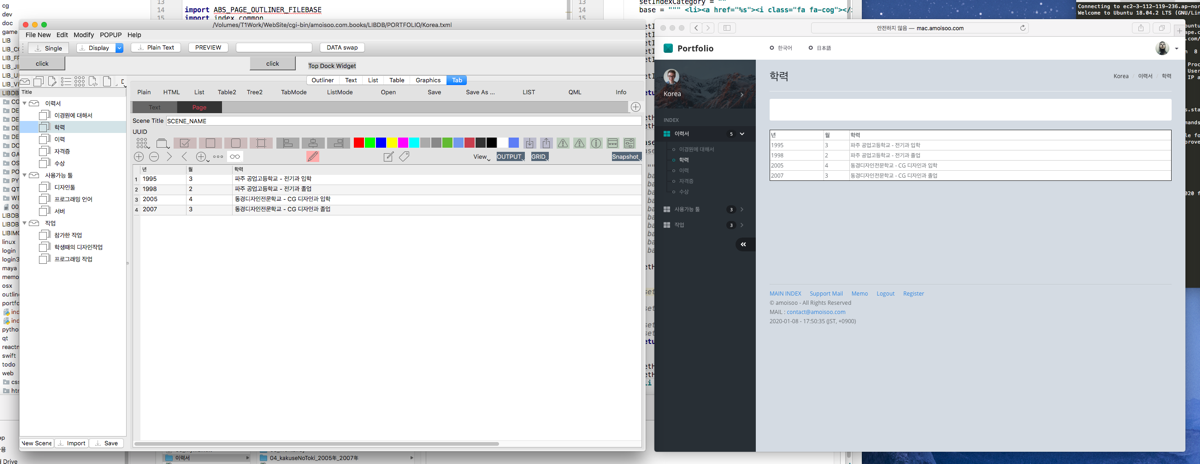 import ABS_PAGE_OUTLINER_FILEBASE
import index_common
/Volumes/T1Work/WebSite/cgi-bin/amoisoo.com.books/LIBDB/PORTFOLIO/Korea.txml
File New Edit Modify POPUP Help
Single Display Plain Text PREVIEW DATA swap
click click Top Dock Widget
Outliner Text List Table Graphics Tab
Plain HTML List Table2 Tree2 TabMode ListMode Open Save Save As ... LIST QML Info
Text Page
Scene Title SCENE_NAME
UUID
View OUTPUT GRID Snapshot
Title
이력서
이경원에 대해서
학력
이력
자격증
수상
사용가능 툴
디자인툴
프로그래밍 언어
서버
작업
참가한 작업
학생때의 디자인작업
프로그래밍 작업
New Scene Import Save
년 월 학력
1 1995 3 파주 공업고등학교 - 전기과 입학
2 1998 2 파주 공업고등학교 - 전기과 졸업
3 2005 4 동경디자인전문학교 - CG 디자인과 입학
4 2007 3 동경디자인전문학교 - CG 디자인과 졸업
이력서
04_kakuseNoToki_2005年_2007年
setIndexCategory = ""
base = """ <li><a href="%s"><i class="fa fa-cog"></
안전하지 않음 — mac.amoisoo.com
Portfolio 한국어 日本語
Korea
INDEX
이력서 5
이경원에 대해서
학력
이력
자격증
수상
사용가능 툴 3
작업 3
학력
Korea 이력서 학력
년 월 학력
1995 3 파주 공업고등학교 - 전기과 입학
1998 2 파주 공업고등학교 - 전기과 졸업
2005 4 동경디자인전문학교 - CG 디자인과 입학
2007 3 동경디자인전문학교 - CG 디자인과 졸업
MAIN INDEX Support Mail Memo Logout Register
© amoisoo - All Rights Reserved
MAIL : contact@amoisoo.com
2020-01-08 - 17:50:35 (JST, +0900)
Connecting to ec2-3-112-119-236.ap-nor
Welcome to Ubuntu 18.04.2 LTS (GNU/Lin